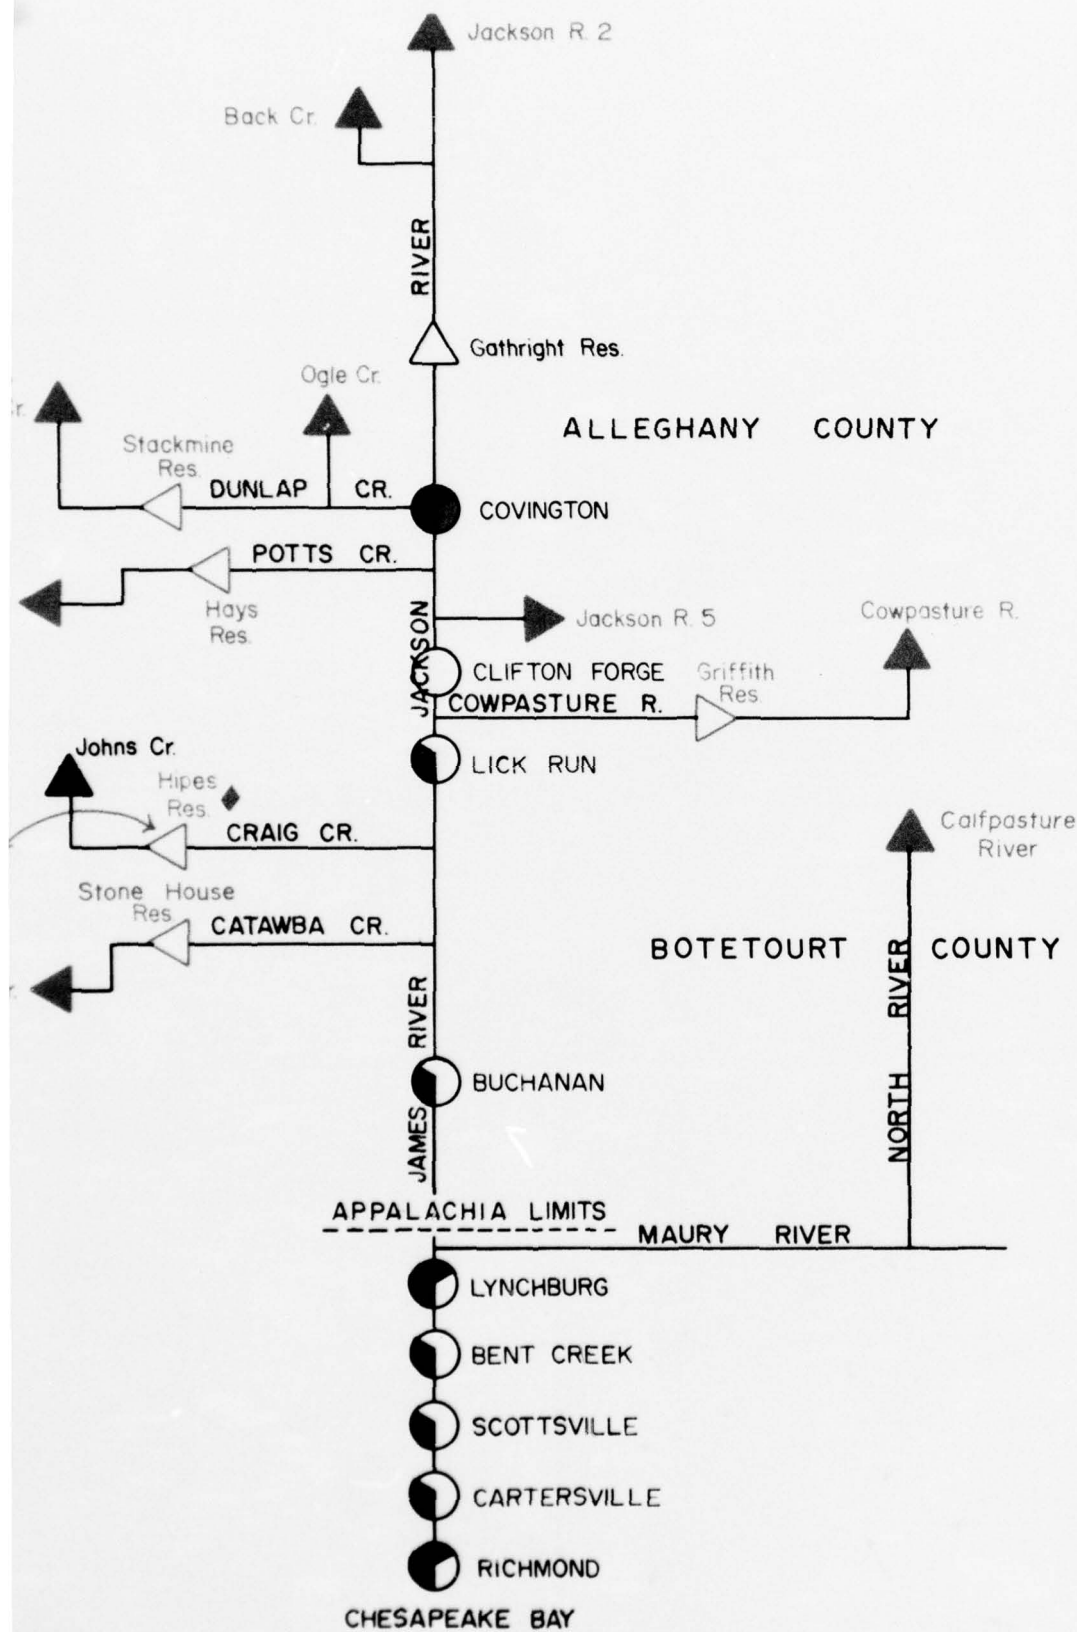 Jackson R. 2
Back Cr.
RIVER
Gathright Res.
Ogle Cr.
r.
ALLEGHANY COUNTY
Stackmine
Res.
DUNLAP CR.
COVINGTON
POTTS CR.
Hays
Res.
JACKSON
Jackson R. 5
Cowpasture R.
CLIFTON FORGE
Griffith
Res.
COWPASTURE R.
Johns Cr.
LICK RUN
Hipes
Res.
CRAIG CR.
Calfpasture
River
Stone House
Res.
CATAWBA CR.
BOTETOURT COUNTY
NORTH RIVER
r.
JAMES RIVER
BUCHANAN
APPALACHIA LIMITS
MAURY RIVER
LYNCHBURG
BENT CREEK
SCOTTSVILLE
CARTERSVILLE
RICHMOND
CHESAPEAKE BAY